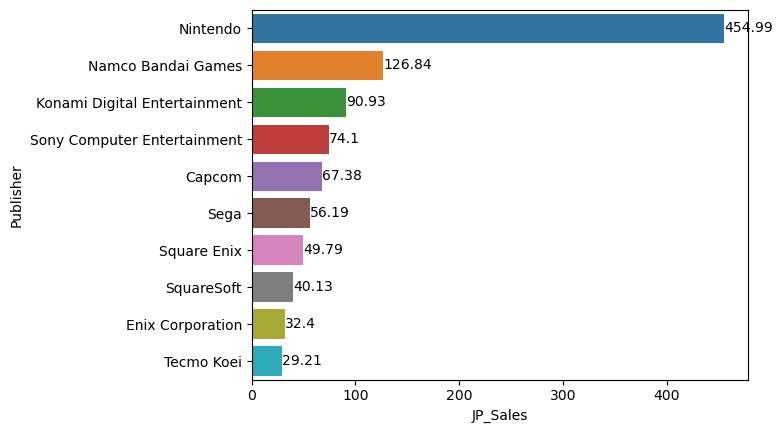 Nintendo 454.99
Namco Bandai Games 126.84
Konami Digital Entertainment 90.93
Sony Computer Entertainment 74.1
Capcom 67.38
Sega 56.19
Square Enix 49.79
SquareSoft 40.13
Enix Corporation 32.4
Tecmo Koei 29.21
Publisher
0 100 200 300 400
JP_Sales